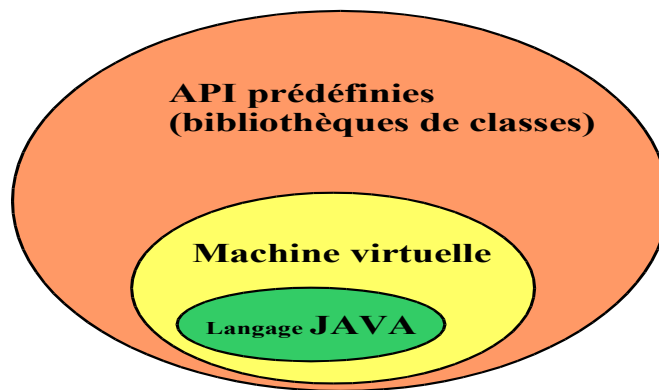 API prédéfinies
(bibliothèques de classes)
Machine virtuelle
Langage JAVA